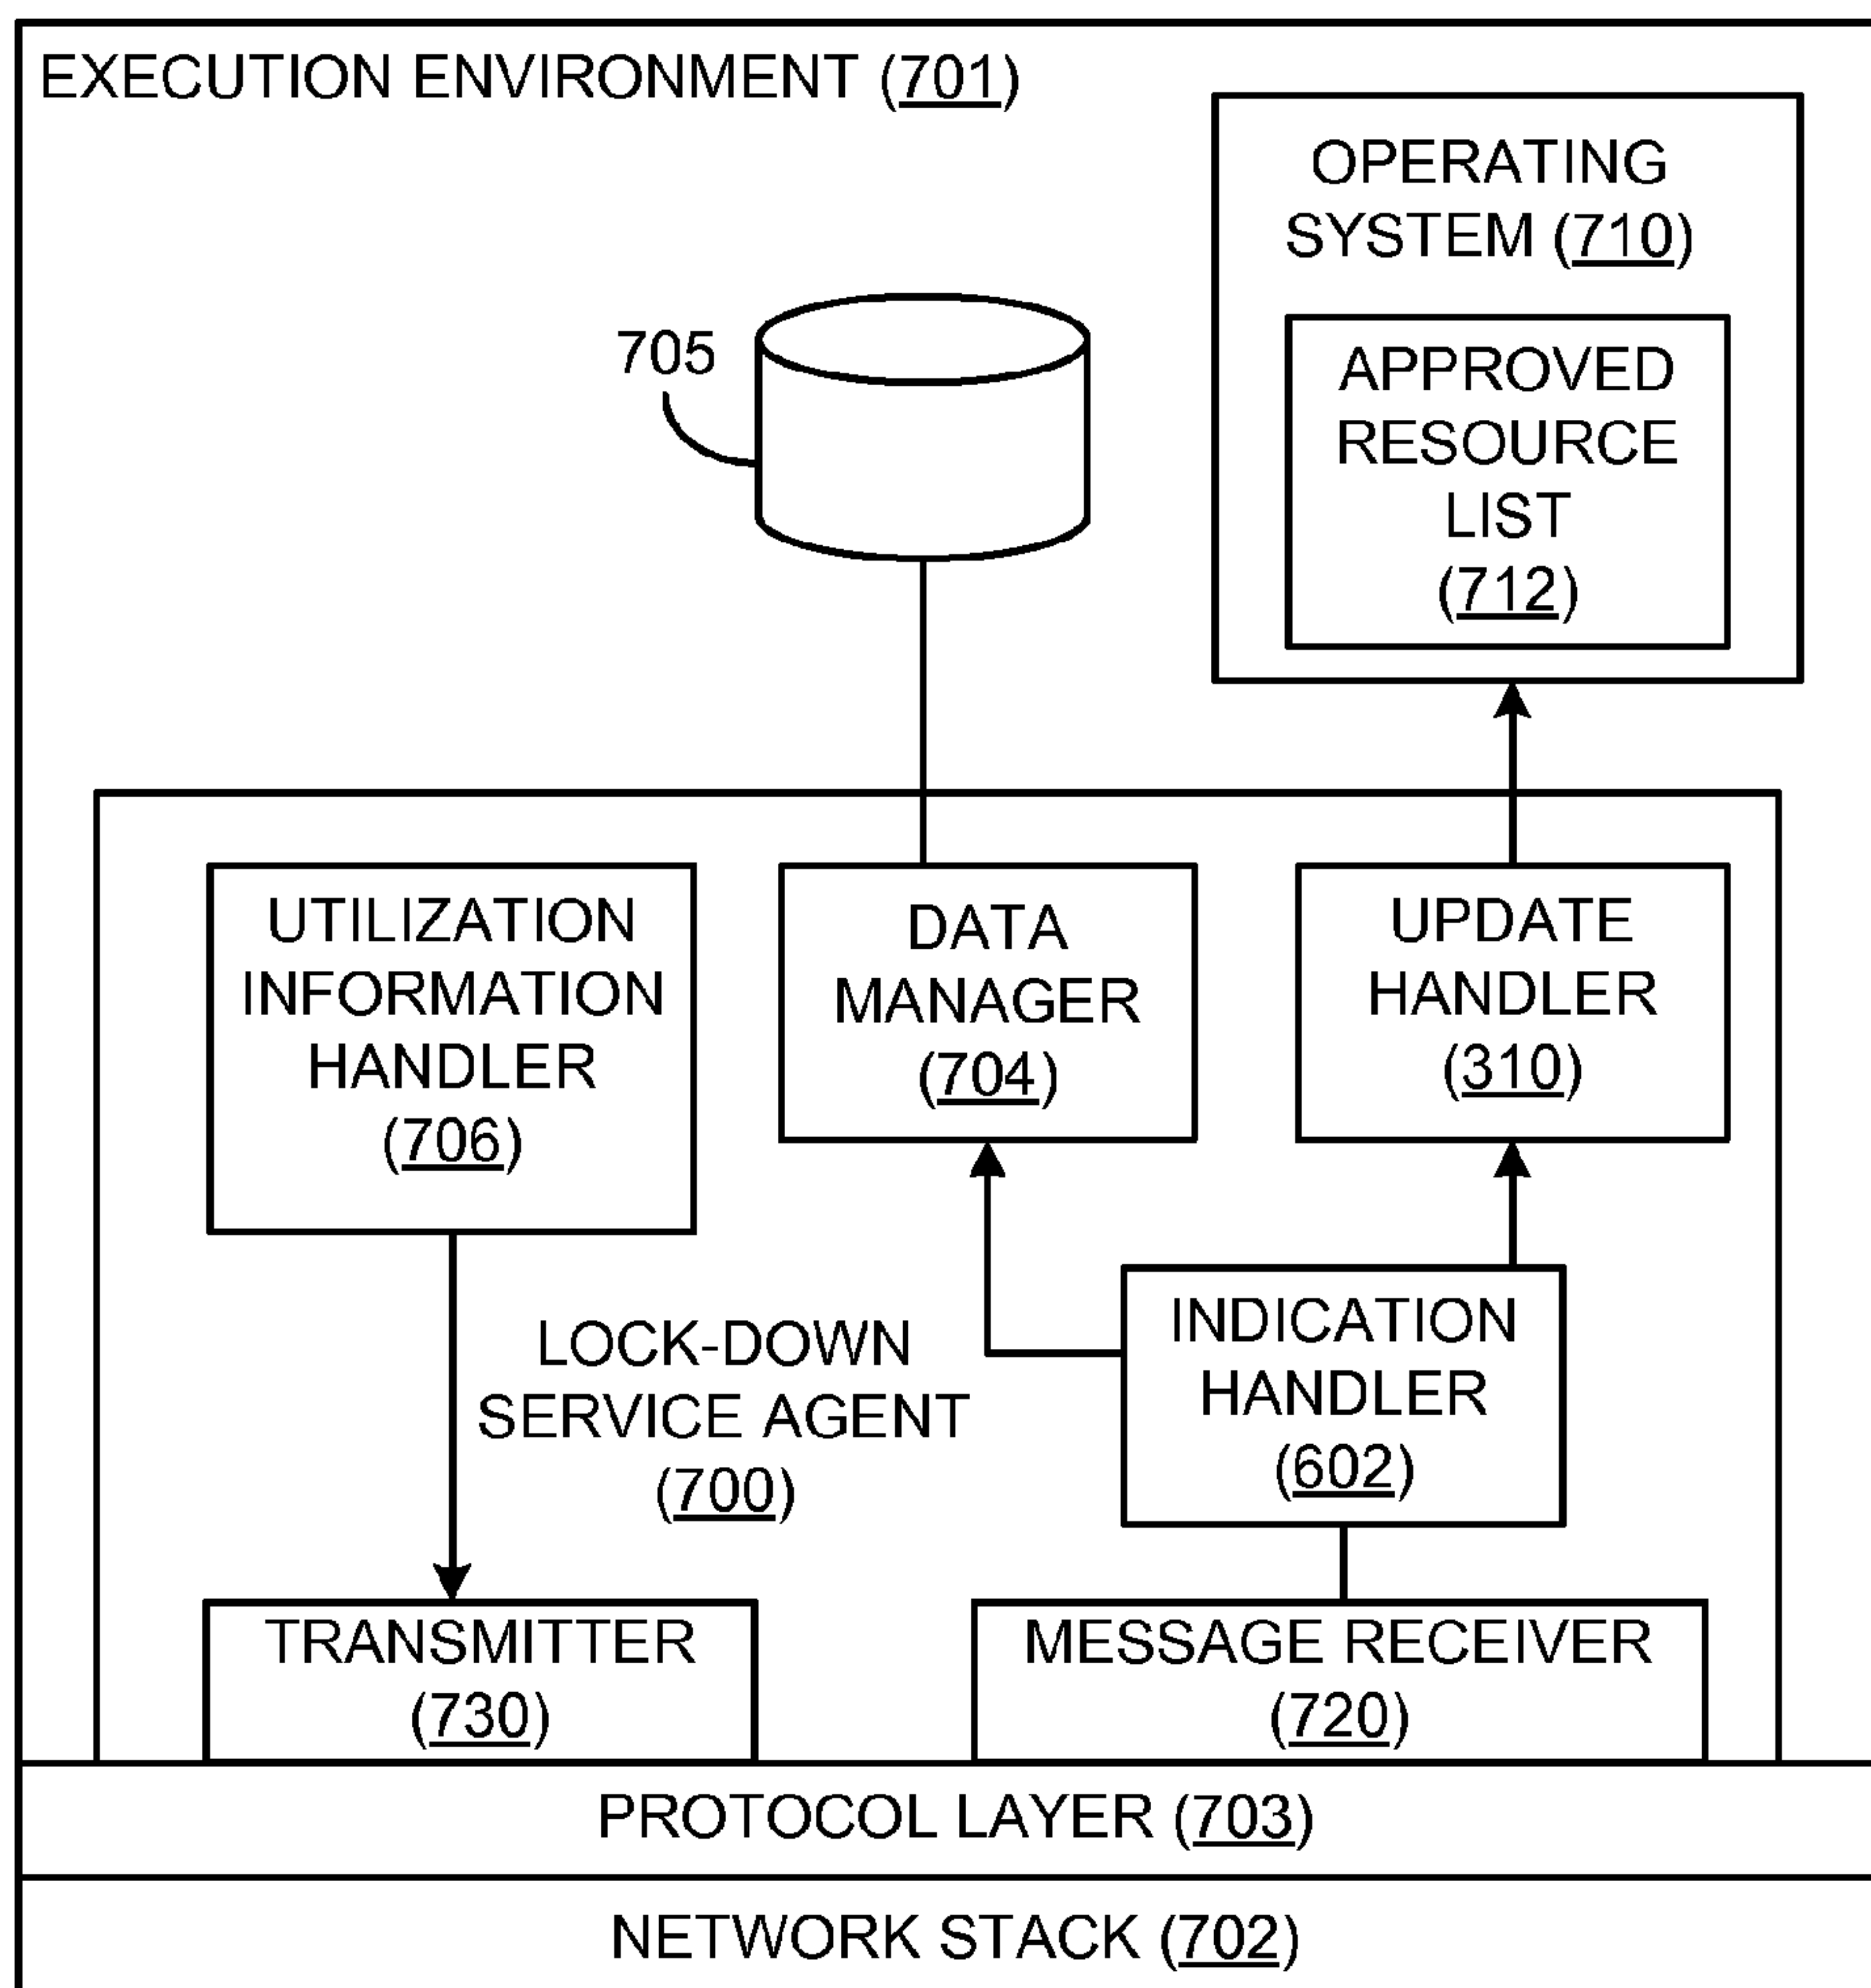 EXECUTION ENVIRONMENT (701)
OPERATING
SYSTEM (710)
APPROVED
RESOURCE
LIST
(712)
705
UTILIZATION
INFORMATION
HANDLER
(706)
DATA
MANAGER
(704)
UPDATE
HANDLER
(310)
LOCK-DOWN
SERVICE AGENT
(700)
INDICATION
HANDLER
(602)
TRANSMITTER
(730)
MESSAGE RECEIVER
(720)
PROTOCOL LAYER (703)
NETWORK STACK (702)